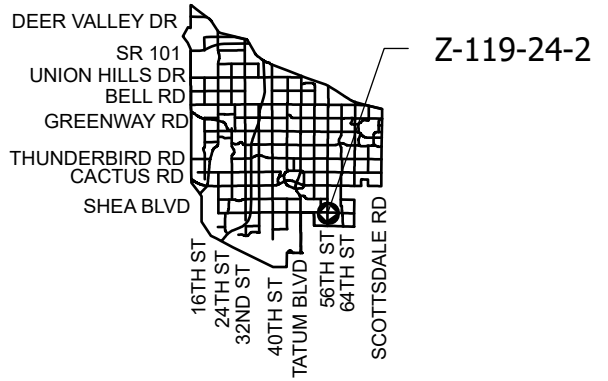 DEER VALLEY DR
Z-119-24-2
SR 101
UNION HILLS DR
BELL RD
GREENWAY RD
THUNDERBIRD RD
CACTUS RD
SHEA BLVD
16TH ST
24TH ST
32ND ST
40TH ST
TATUM BLVD
56TH ST
64TH ST
SCOTTSDALE RD